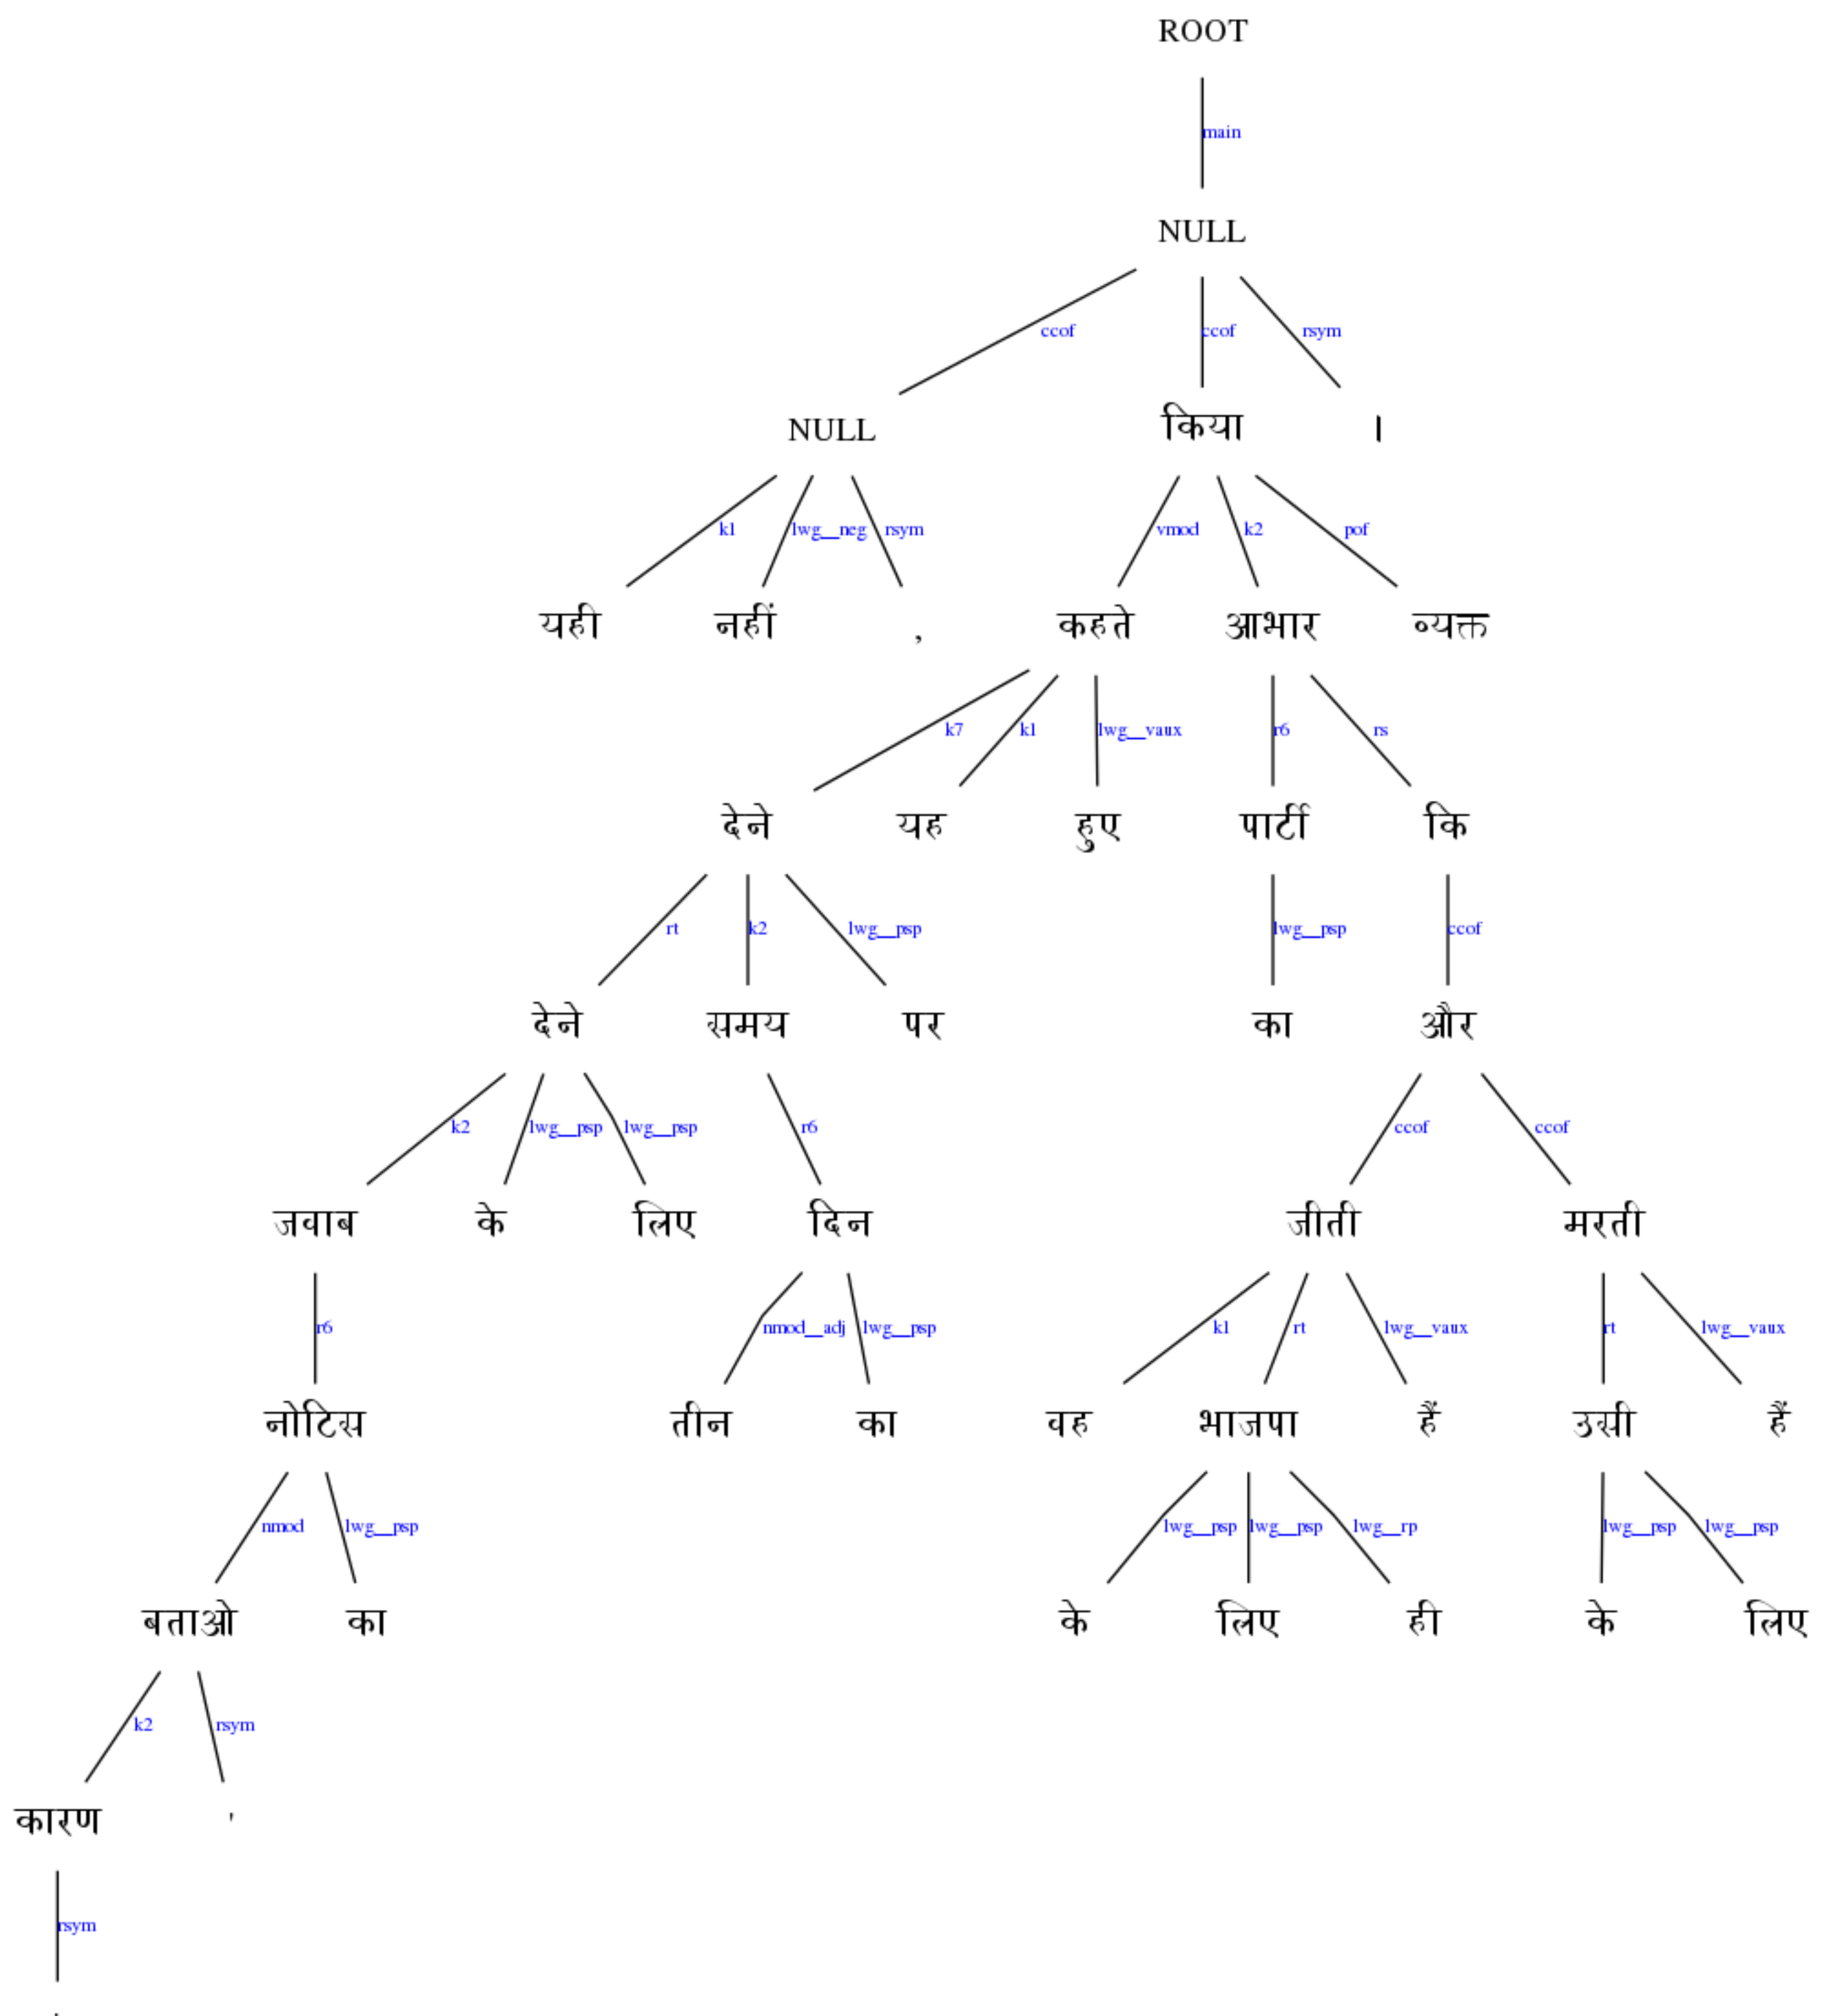 ROOT
main
NULL
ccof ccof rsym
NULL किया ।
k1 lwg__neg rsym vmod k2 pof
यही नहीं , कहते आभार व्यक्त
k7 k1 lwg__vaux r6 rs
देने यह हुए पार्टी कि
rt k2 lwg__psp lwg__psp ccof
देने समय पर का और
k2 lwg__psp lwg__psp r6 ccof ccof
जवाब के लिए दिन जीती मरती
r6 nmod__adj lwg__psp k1 rt lwg__vaux rt lwg__vaux
नोटिस तीन का वह भाजपा हैं उसी हैं
nmod lwg__psp lwg__psp lwg__psp lwg__rp lwg__psp lwg__psp
बताओ का के लिए ही के लिए
k2 rsym
कारण '
rsym